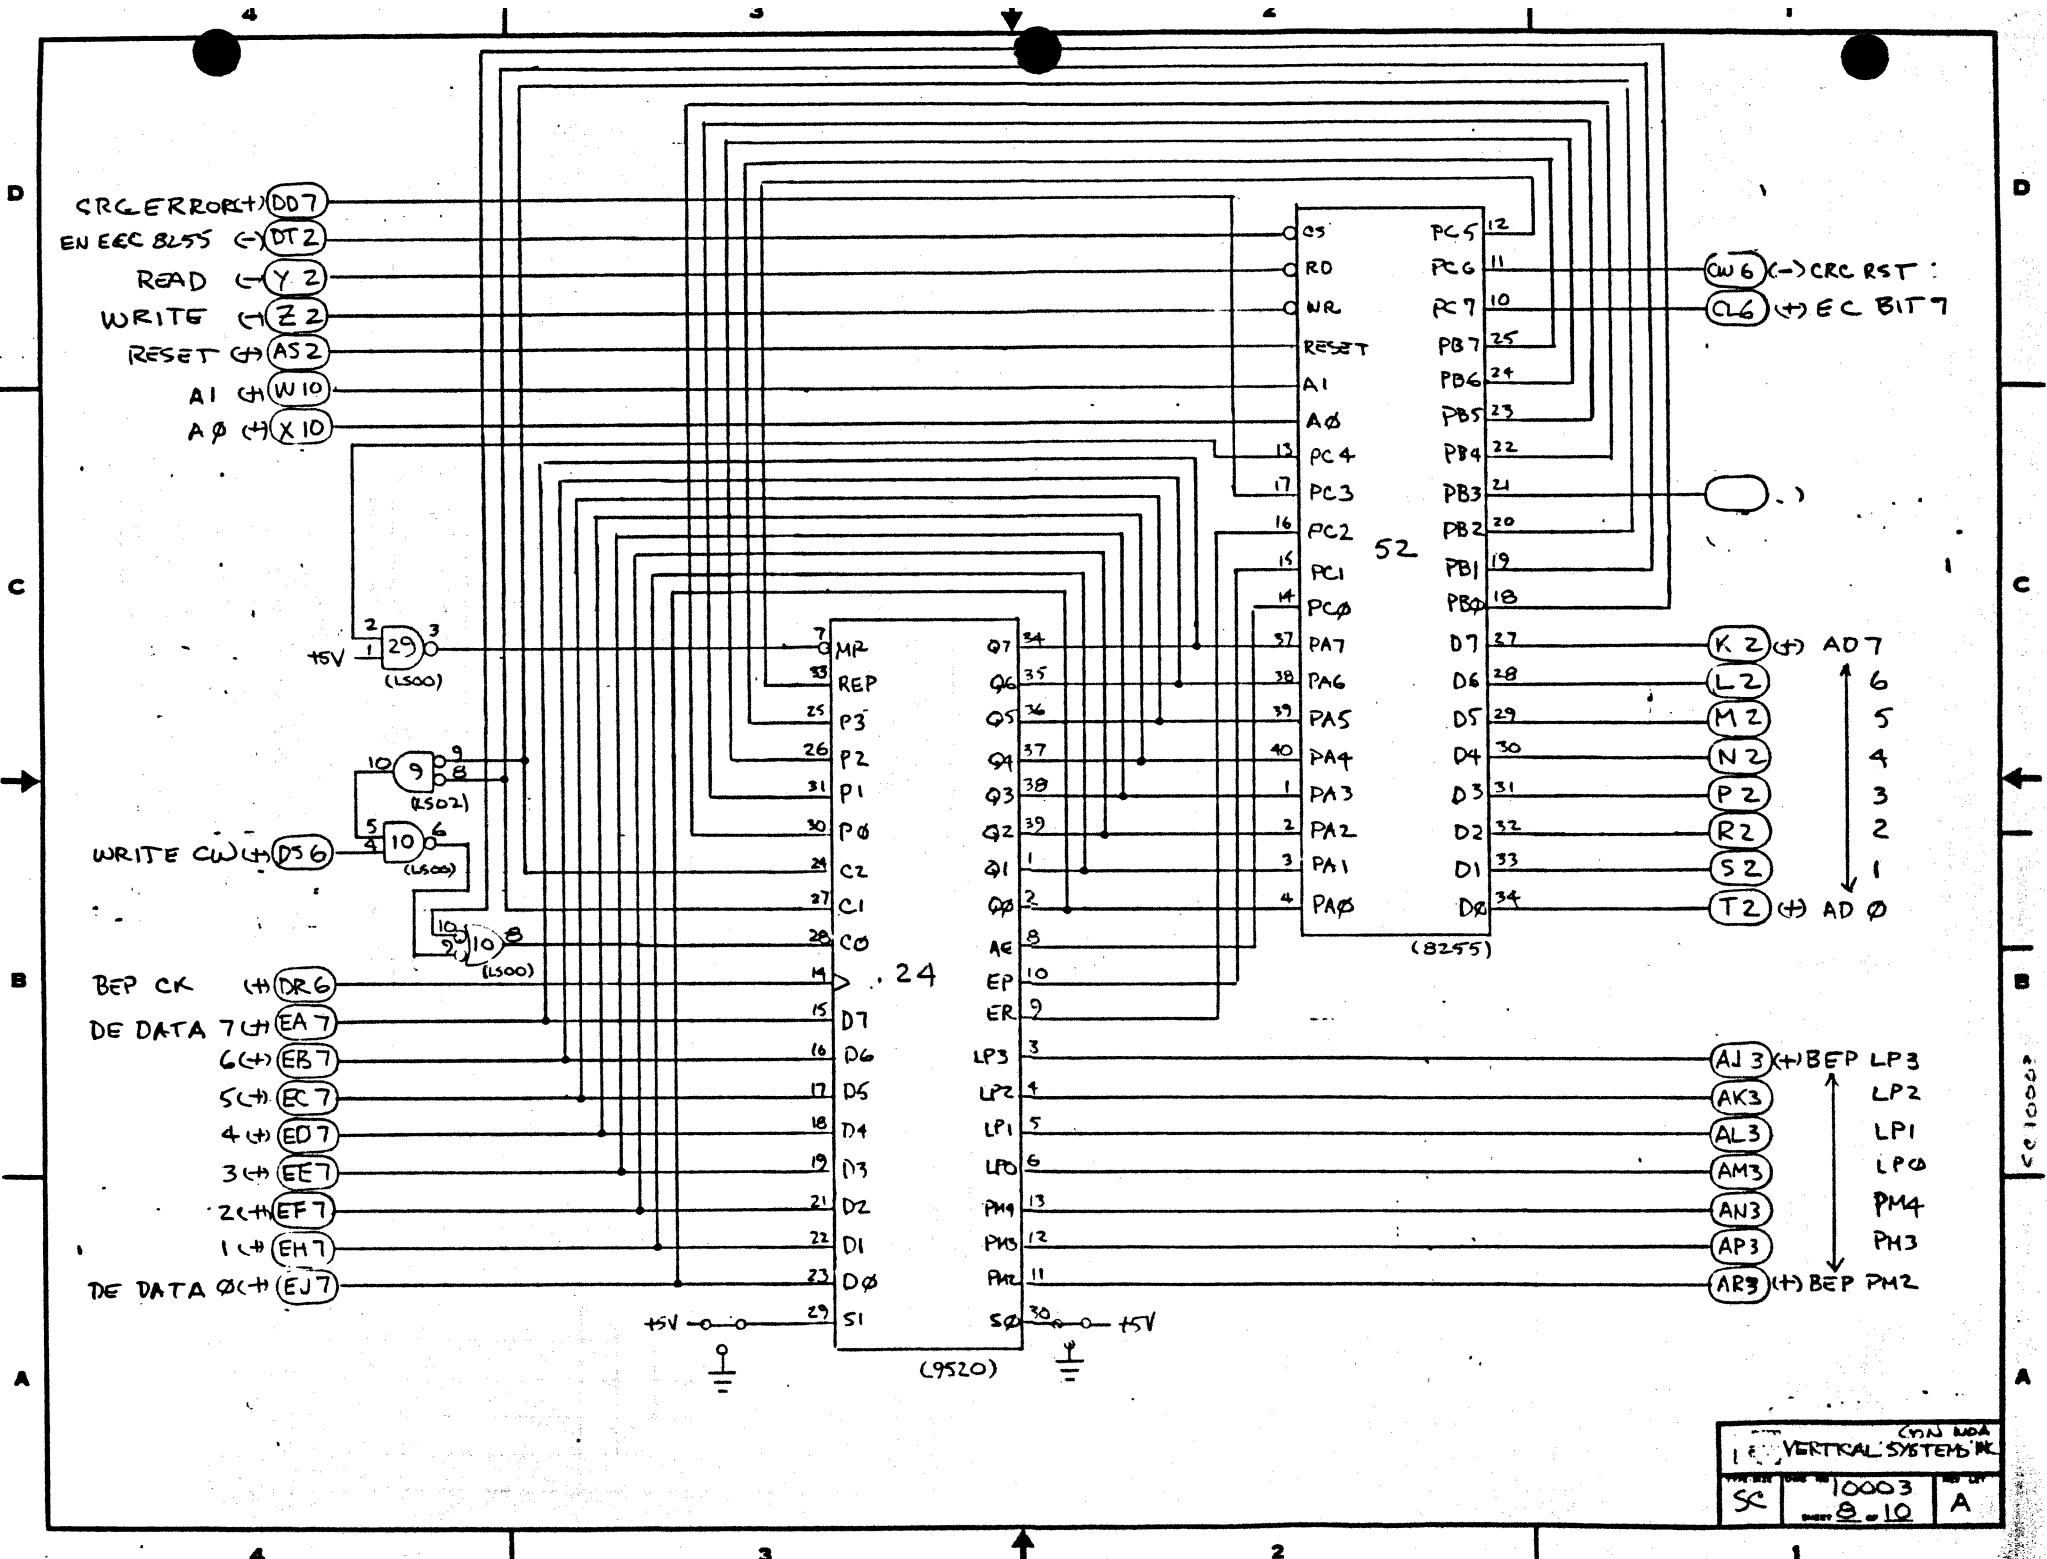 4 3 2 1
D D
SRC ERROR (+) DD7
EN EEC 8255 (-) DT2
READ (-) Y2
WRITE (-) Z2
RESET (+) AS2
A1 (+) W10
AØ (+) X10
CS PC5 12
RD PC6 11 CW6 (-) CRC RST
WR PC7 10 CL6 (+) EC BIT 7
RESET PB7 25
A1 PB6 24
AØ PB5 23
13 PC4 PB4 22
17 PC3 PB3 21
16 PC2 PB2 20
52
15 PC1 PB1 19
14 PCØ PBØ 18
C C
2 3
+5V 1 29
(LS00)
7 MR Q7 34 37 PA7 D7 27 K2 (+) AD7
33 REP Q6 35 38 PA6 D6 28 L2 6
25 P3 Q5 36 39 PA5 D5 29 M2 5
26 P2 Q4 37 40 PA4 D4 30 N2 4
31 P1 Q3 38 1 PA3 D3 31 P2 3
30 PØ Q2 39 2 PA2 D2 32 R2 2
29 C2 Q1 1 3 PA1 D1 33 S2 1
27 C1 QØ 2 4 PAØ DØ 34 T2 (+) ADØ
10 9 9
8
(LS02)
5 10 6
WRITE CW (+) DS6 4
(LS00)
10 10 8
9
(LS00)
28 CØ AE 8
(8255)
B B
BEP CK (+) DR6 14 24 EP 10
DE DATA 7 (+) EA7 15 D7 ER 9
6 (+) EB7 16 D6 LP3 3 AJ3 (+) BEP LP3
5 (+) EC7 17 D5 LP2 4 AK3 LP2
4 (+) ED7 18 D4 LP1 5 AL3 LP1
3 (+) EE7 19 D3 LPØ 6 AM3 LPØ
2 (+) EF7 21 D2 PM4 13 AN3 PM4
1 (+) EH7 22 D1 PM3 12 AP3 PM3
DE DATA Ø (+) EJ7 23 DØ PM2 11 AR3 (+) BEP PM2
+5V 29 S1 SØ 30 +5V
(9520)
A A
VERTICAL SYSTEMS INC
SC 10003 A
SHEET 8 OF 10
4 3 2 1